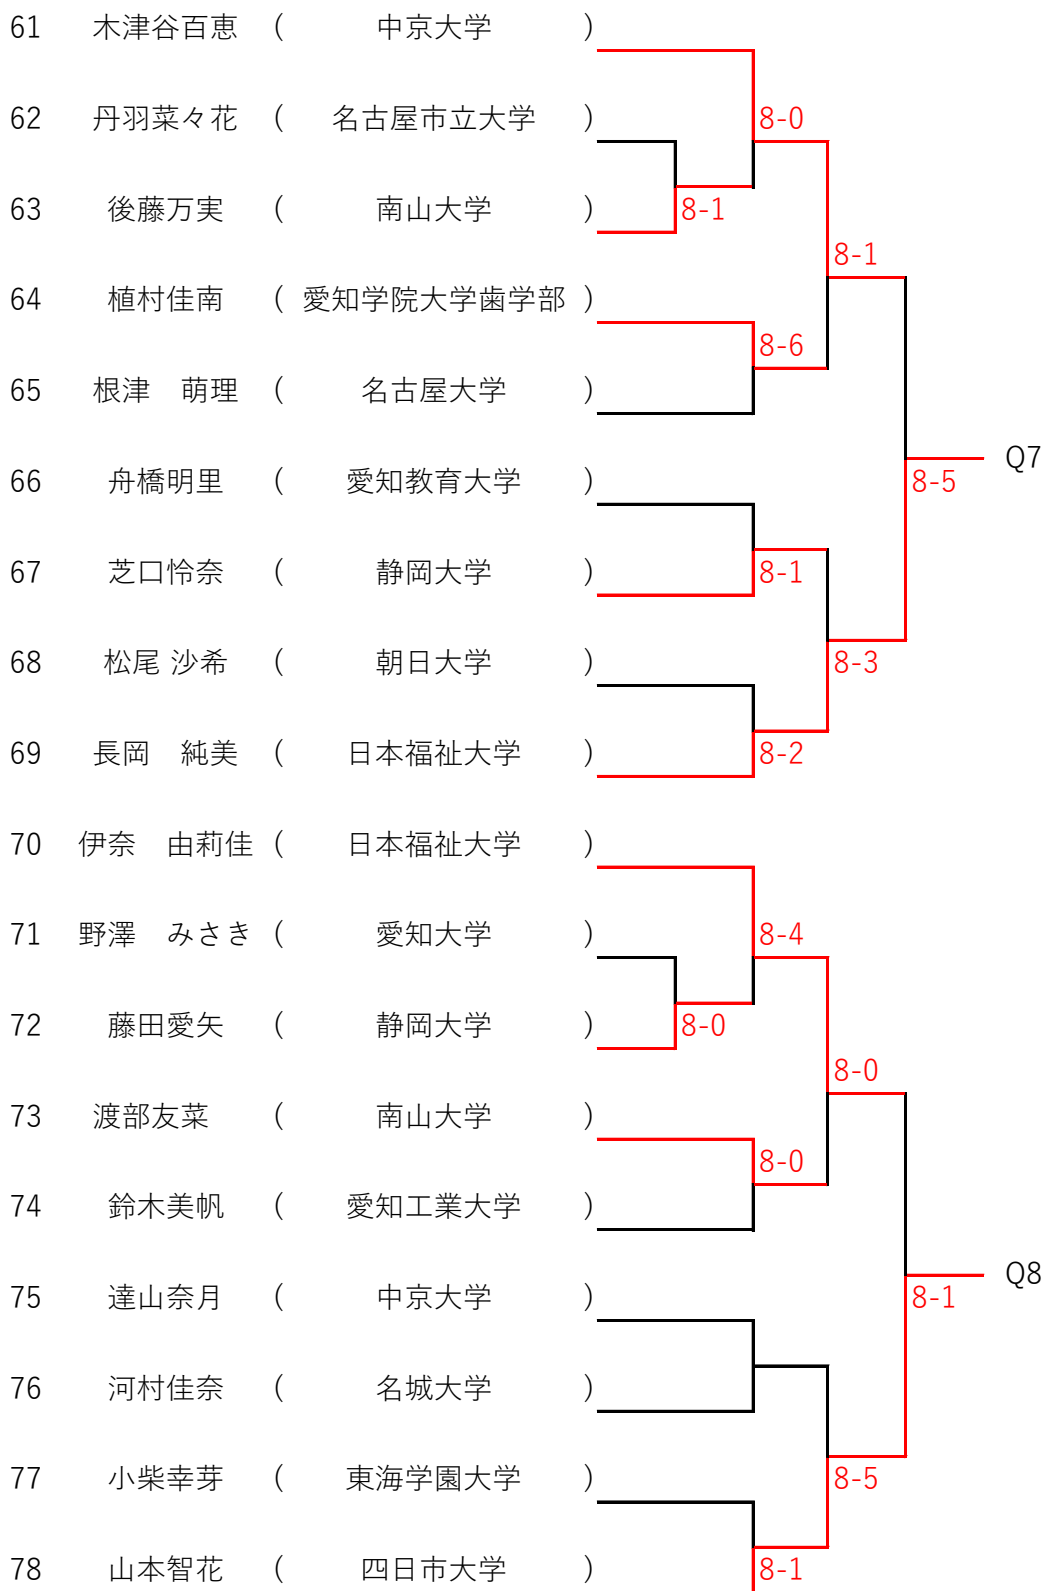 61 木津谷百恵 ( 中京大学 )
62 丹羽菜々花 ( 名古屋市立大学 )
8-0
63 後藤万実 ( 南山大学 )
8-1
8-1
64 植村佳南 ( 愛知学院大学歯学部 )
8-6
65 根津　萌理 ( 名古屋大学 )
Q7
66 舟橋明里 ( 愛知教育大学 )
8-5
67 芝口怜奈 ( 静岡大学 )
8-1
68 松尾 沙希 ( 朝日大学 )
8-3
69 長岡　純美 ( 日本福祉大学 )
8-2
70 伊奈　由莉佳 ( 日本福祉大学 )
71 野澤　みさき ( 愛知大学 )
8-4
72 藤田愛矢 ( 静岡大学 )
8-0
8-0
73 渡部友菜 ( 南山大学 )
8-0
74 鈴木美帆 ( 愛知工業大学 )
Q8
75 達山奈月 ( 中京大学 )
8-1
76 河村佳奈 ( 名城大学 )
77 小柴幸芽 ( 東海学園大学 )
8-5
78 山本智花 ( 四日市大学 )
8-1